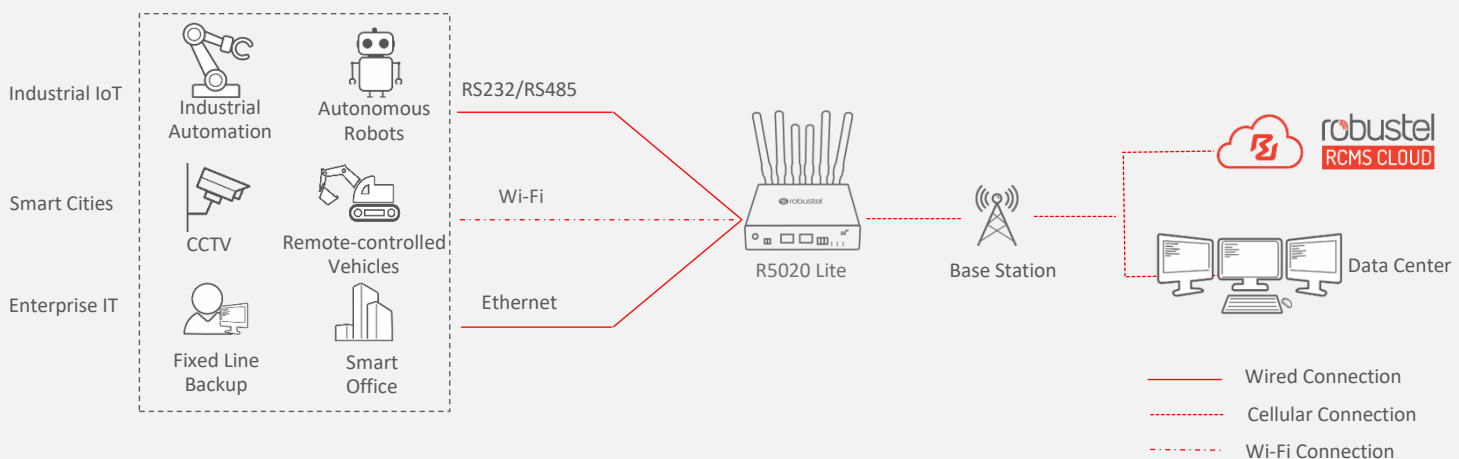 Industrial IoT
Industrial
Automation
Autonomous
Robots
RS232/RS485
Smart Cities
CCTV
Remote-controlled
Vehicles
Wi-Fi
Enterprise IT
Fixed Line
Backup
Smart
Office
Ethernet
robustel
R5020 Lite
Base Station
robustel
RCMS CLOUD
Data Center
Wired Connection
Cellular Connection
Wi-Fi Connection